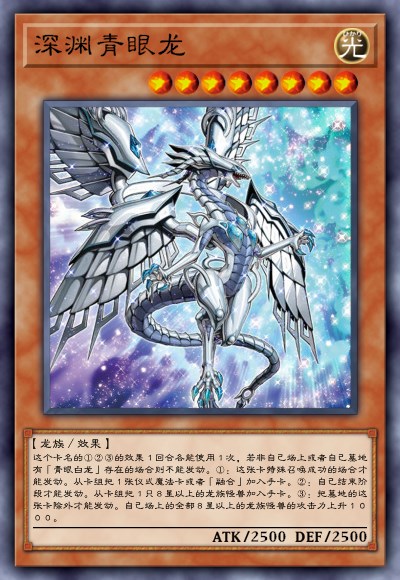 深渊青眼龙
ひかり
光
【龙族／效果】
这个卡名的①②③的效果１回合各能使用１次。若非自己场上或者自己墓地
有「青眼白龙」存在的场合则不能发动。①：这张卡特殊召唤成功的场合才
能发动。从卡组把１张仪式魔法卡或者「融合」加入手卡。②：自己结束阶
段才能发动。从卡组把１只８星以上的龙族怪兽加入手卡。③：把墓地的这
张卡除外才能发动。自己场上的全部８星以上的龙族怪兽的攻击力上升１０
００。
ATK/2500 DEF/2500